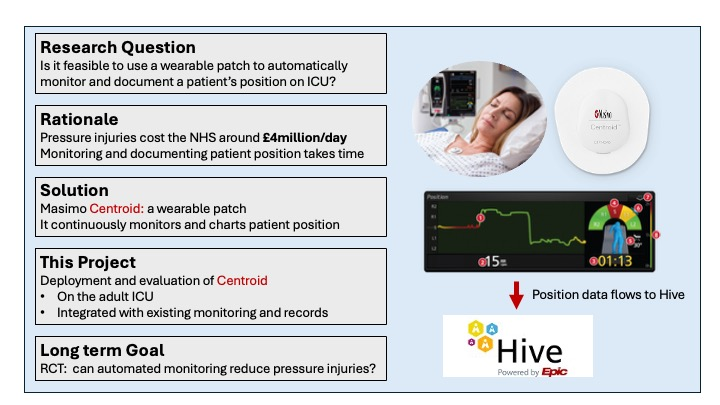 Research Question
Is it feasible to use a wearable patch to automatically
monitor and document a patient's position on ICU?
Rationale
Pressure injuries cost the NHS around £4million/day
Monitoring and documenting patient position takes time
Solution
Masimo Centroid: a wearable patch
It continuously monitors and charts patient position
This Project
Deployment and evaluation of Centroid
• On the adult ICU
• Integrated with existing monitoring and records
Long term Goal
RCT: can automated monitoring reduce pressure injuries?
Masimo
Centroid
Position
15
01:13
Position data flows to Hive
Hive
Powered by Epic